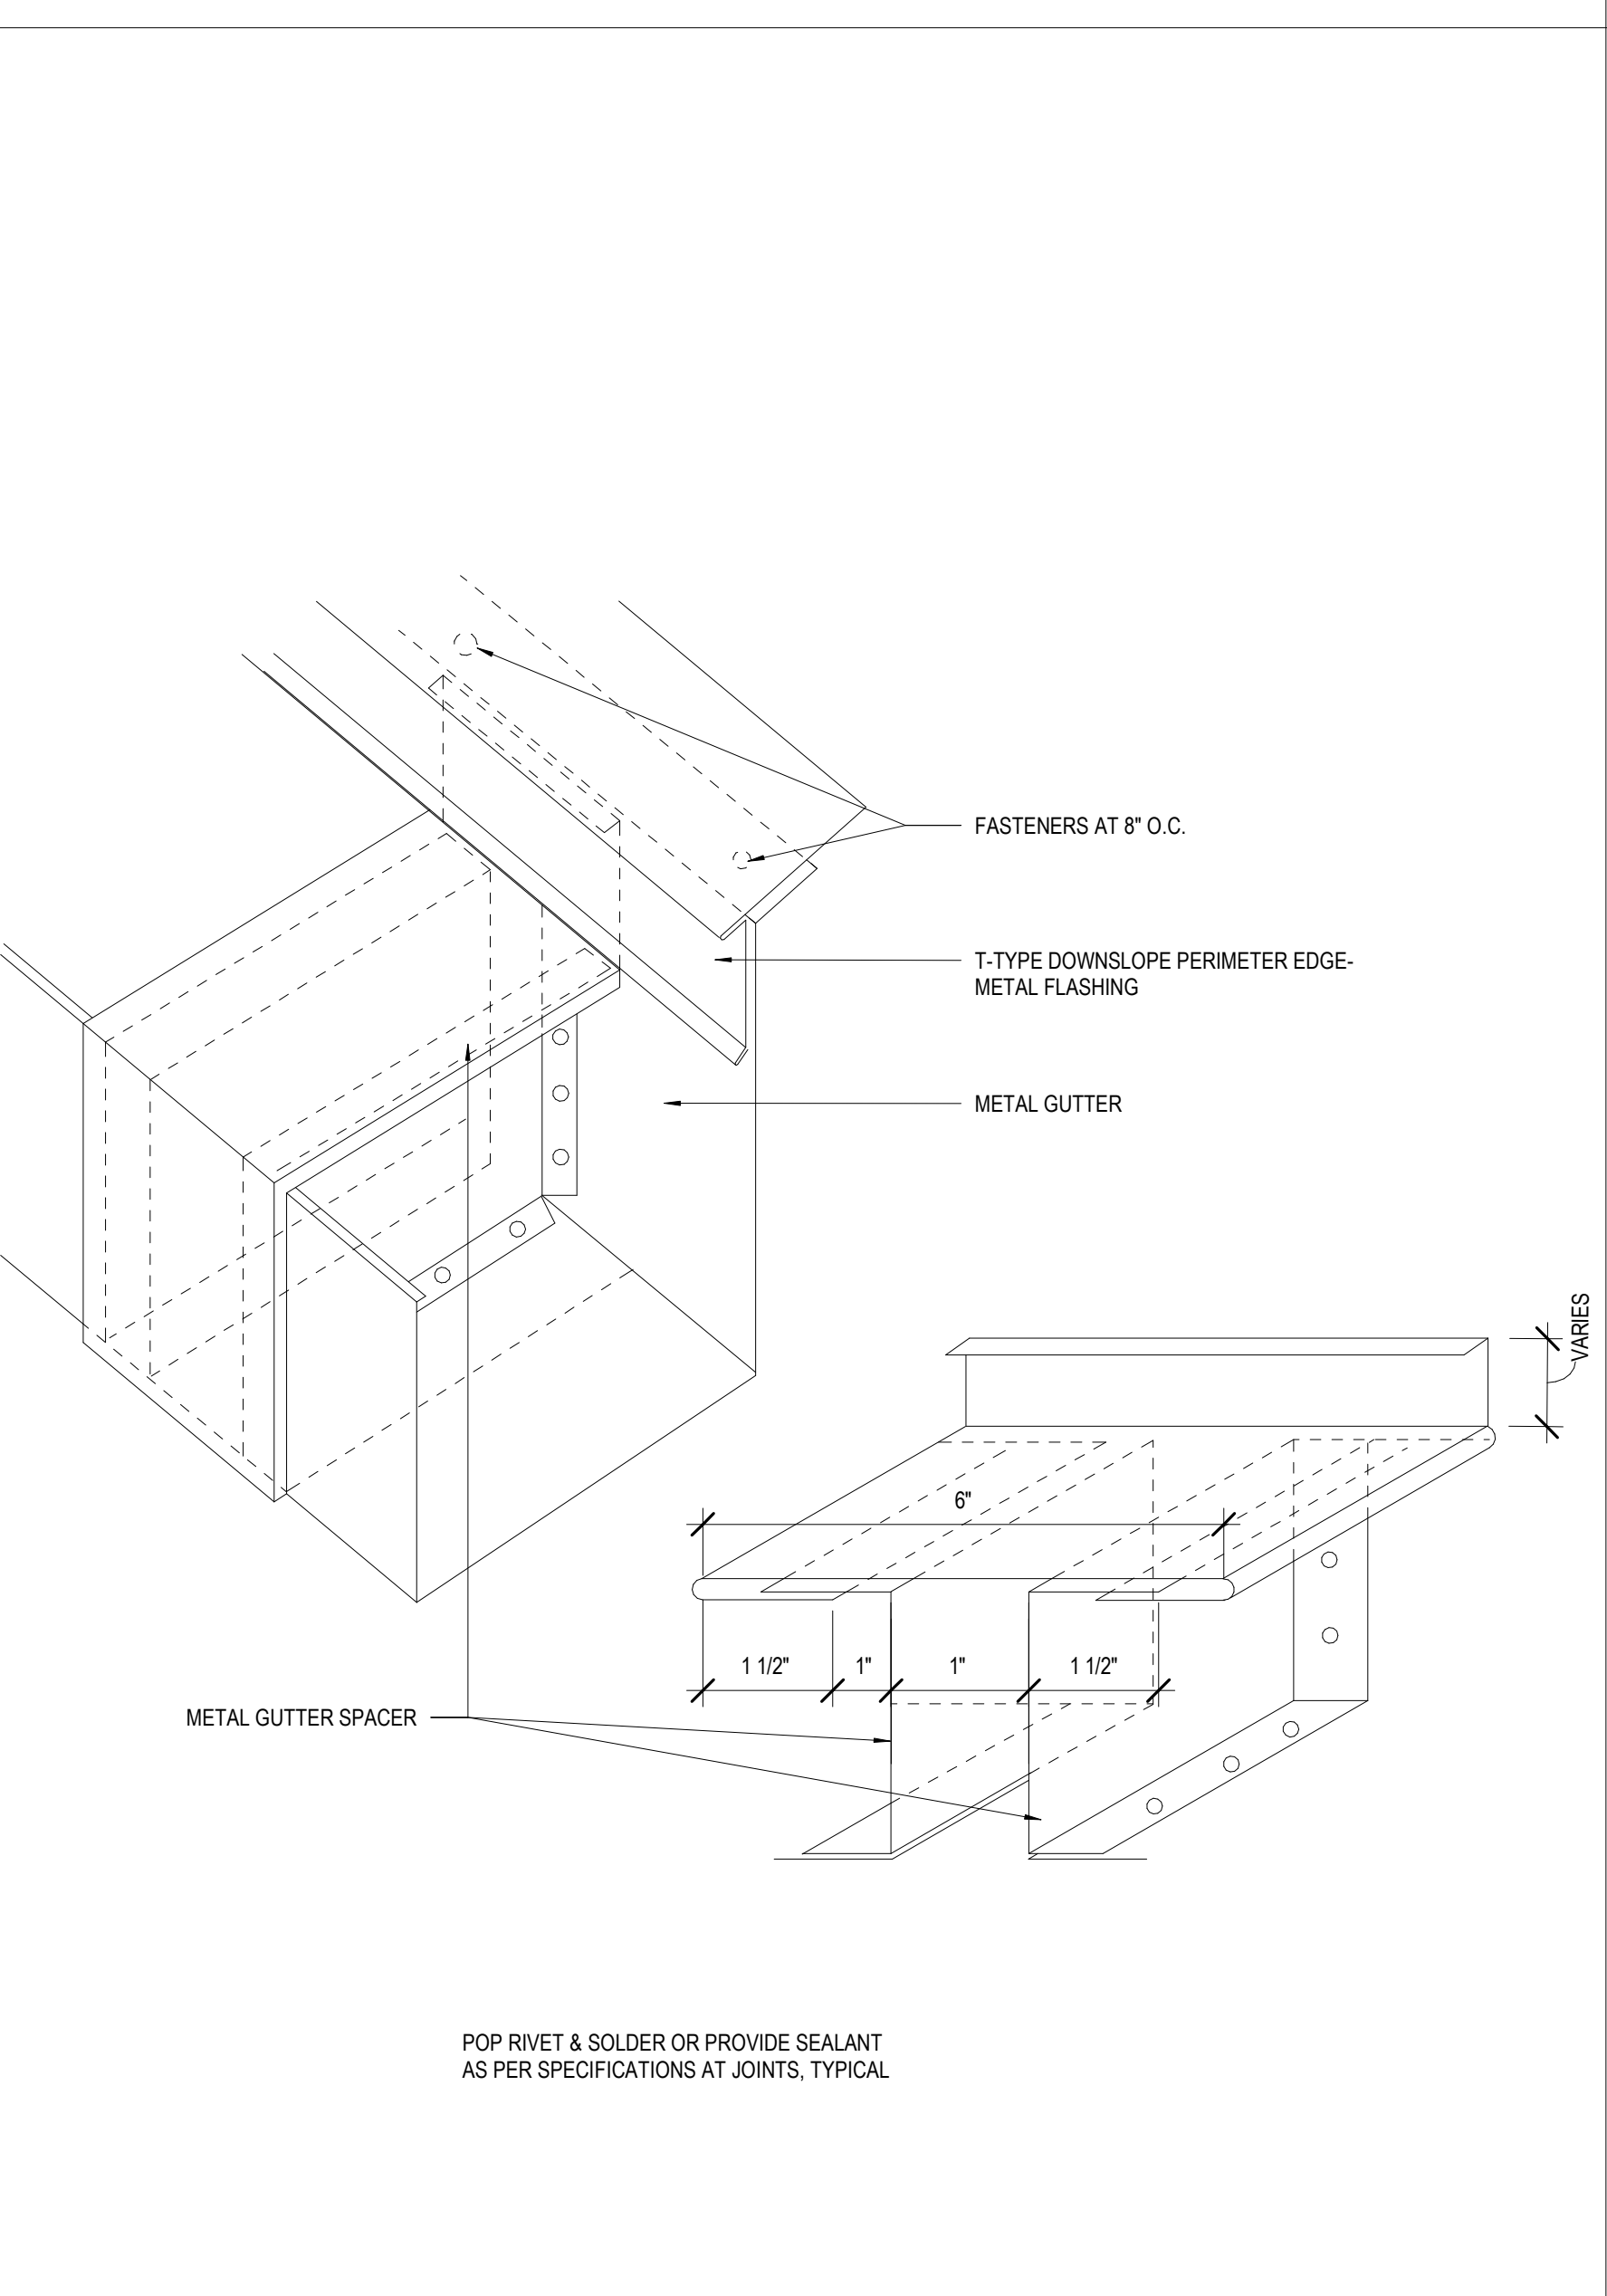 FASTENERS AT 8" O.C.
T-TYPE DOWNSLOPE PERIMETER EDGE-
METAL FLASHING
METAL GUTTER
VARIES
6"
1 1/2"
1"
1"
1 1/2"
METAL GUTTER SPACER
POP RIVET & SOLDER OR PROVIDE SEALANT
AS PER SPECIFICATIONS AT JOINTS, TYPICAL